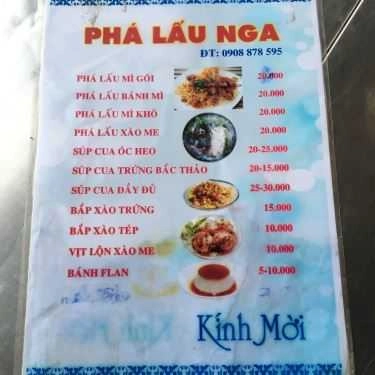 PHÁ LẤU NGA
ĐT: 0908 878 595
PHÁ LẤU MÌ GÓI 20.000
PHÁ LẤU BÁNH MÌ 20.000
PHÁ LẤU MÌ KHÔ 20.000
PHÁ LẤU XÀO ME 20.000
SÚP CUA ÓC HEO 20-25.000
SÚP CUA TRỨNG BẮC THẢO 20-15.000
SÚP CUA ĐẦY ĐỦ 25-30.000
BẮP XÀO TRỨNG 15.000
BẮP XÀO TÉP 10.000
VỊT LỘN XÀO ME 10.000
BÁNH FLAN 5-10.000
Kính Mời